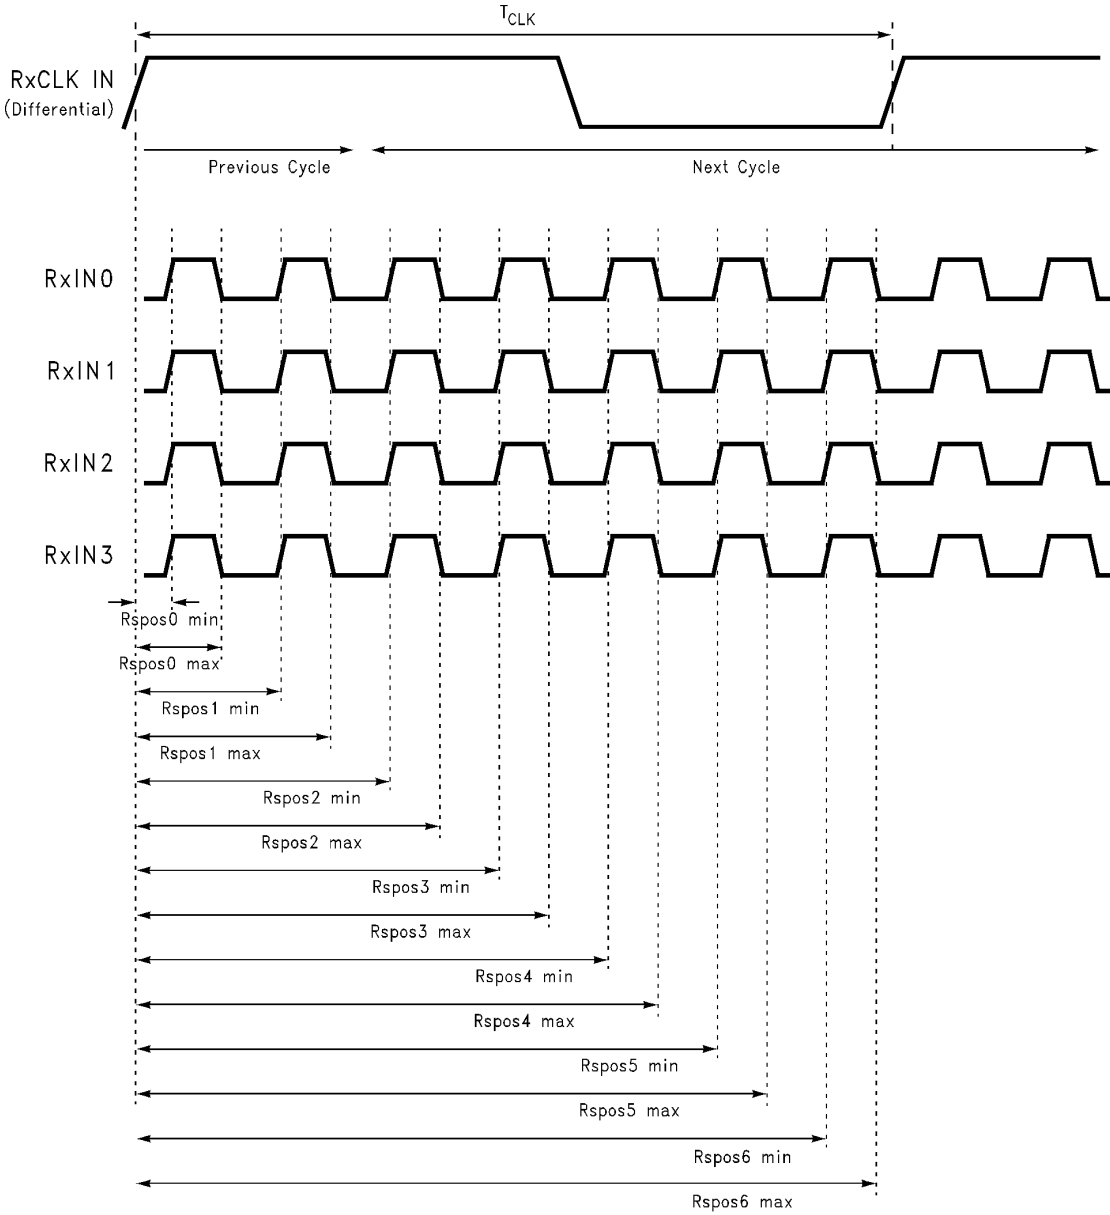 TCLK
RxCLK IN
(Differential)
Previous Cycle
Next Cycle
RxIN0
RxIN1
RxIN2
RxIN3
Rspos0 min
Rspos0 max
Rspos1 min
Rspos1 max
Rspos2 min
Rspos2 max
Rspos3 min
Rspos3 max
Rspos4 min
Rspos4 max
Rspos5 min
Rspos5 max
Rspos6 min
Rspos6 max